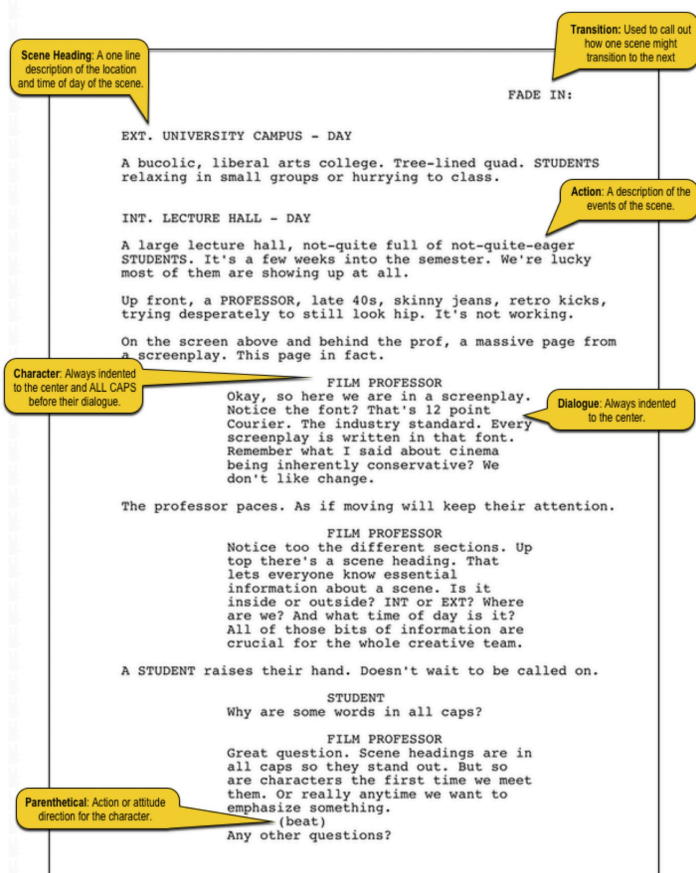 Transition: Used to call out
how one scene might
transition to the next
Scene Heading: A one line
description of the location
and time of day of the scene.
FADE IN:
EXT. UNIVERSITY CAMPUS - DAY
A bucolic, liberal arts college. Tree-lined quad. STUDENTS
relaxing in small groups or hurrying to class.
Action: A description of the
events of the scene.
INT. LECTURE HALL - DAY
A large lecture hall, not-quite full of not-quite-eager
STUDENTS. It's a few weeks into the semester. We're lucky
most of them are showing up at all.
Up front, a PROFESSOR, late 40s, skinny jeans, retro kicks,
trying desperately to still look hip. It's not working.
On the screen above and behind the prof, a massive page from
a screenplay. This page in fact.
Character: Always indented
to the center and ALL CAPS
before their dialogue.
FILM PROFESSOR
Okay, so here we are in a screenplay.
Notice the font? That's 12 point
Courier. The industry standard. Every
screenplay is written in that font.
Remember what I said about cinema
being inherently conservative? We
don't like change.
Dialogue: Always indented
to the center.
The professor paces. As if moving will keep their attention.
FILM PROFESSOR
Notice too the different sections. Up
top there's a scene heading. That
lets everyone know essential
information about a scene. Is it
inside or outside? INT or EXT? Where
are we? And what time of day is it?
All of those bits of information are
crucial for the whole creative team.
A STUDENT raises their hand. Doesn't wait to be called on.
STUDENT
Why are some words in all caps?
FILM PROFESSOR
Great question. Scene headings are in
all caps so they stand out. But so
are characters the first time we meet
them. Or really anytime we want to
emphasize something.
Parenthetical: Action or attitude
direction for the character.
(beat)
Any other questions?